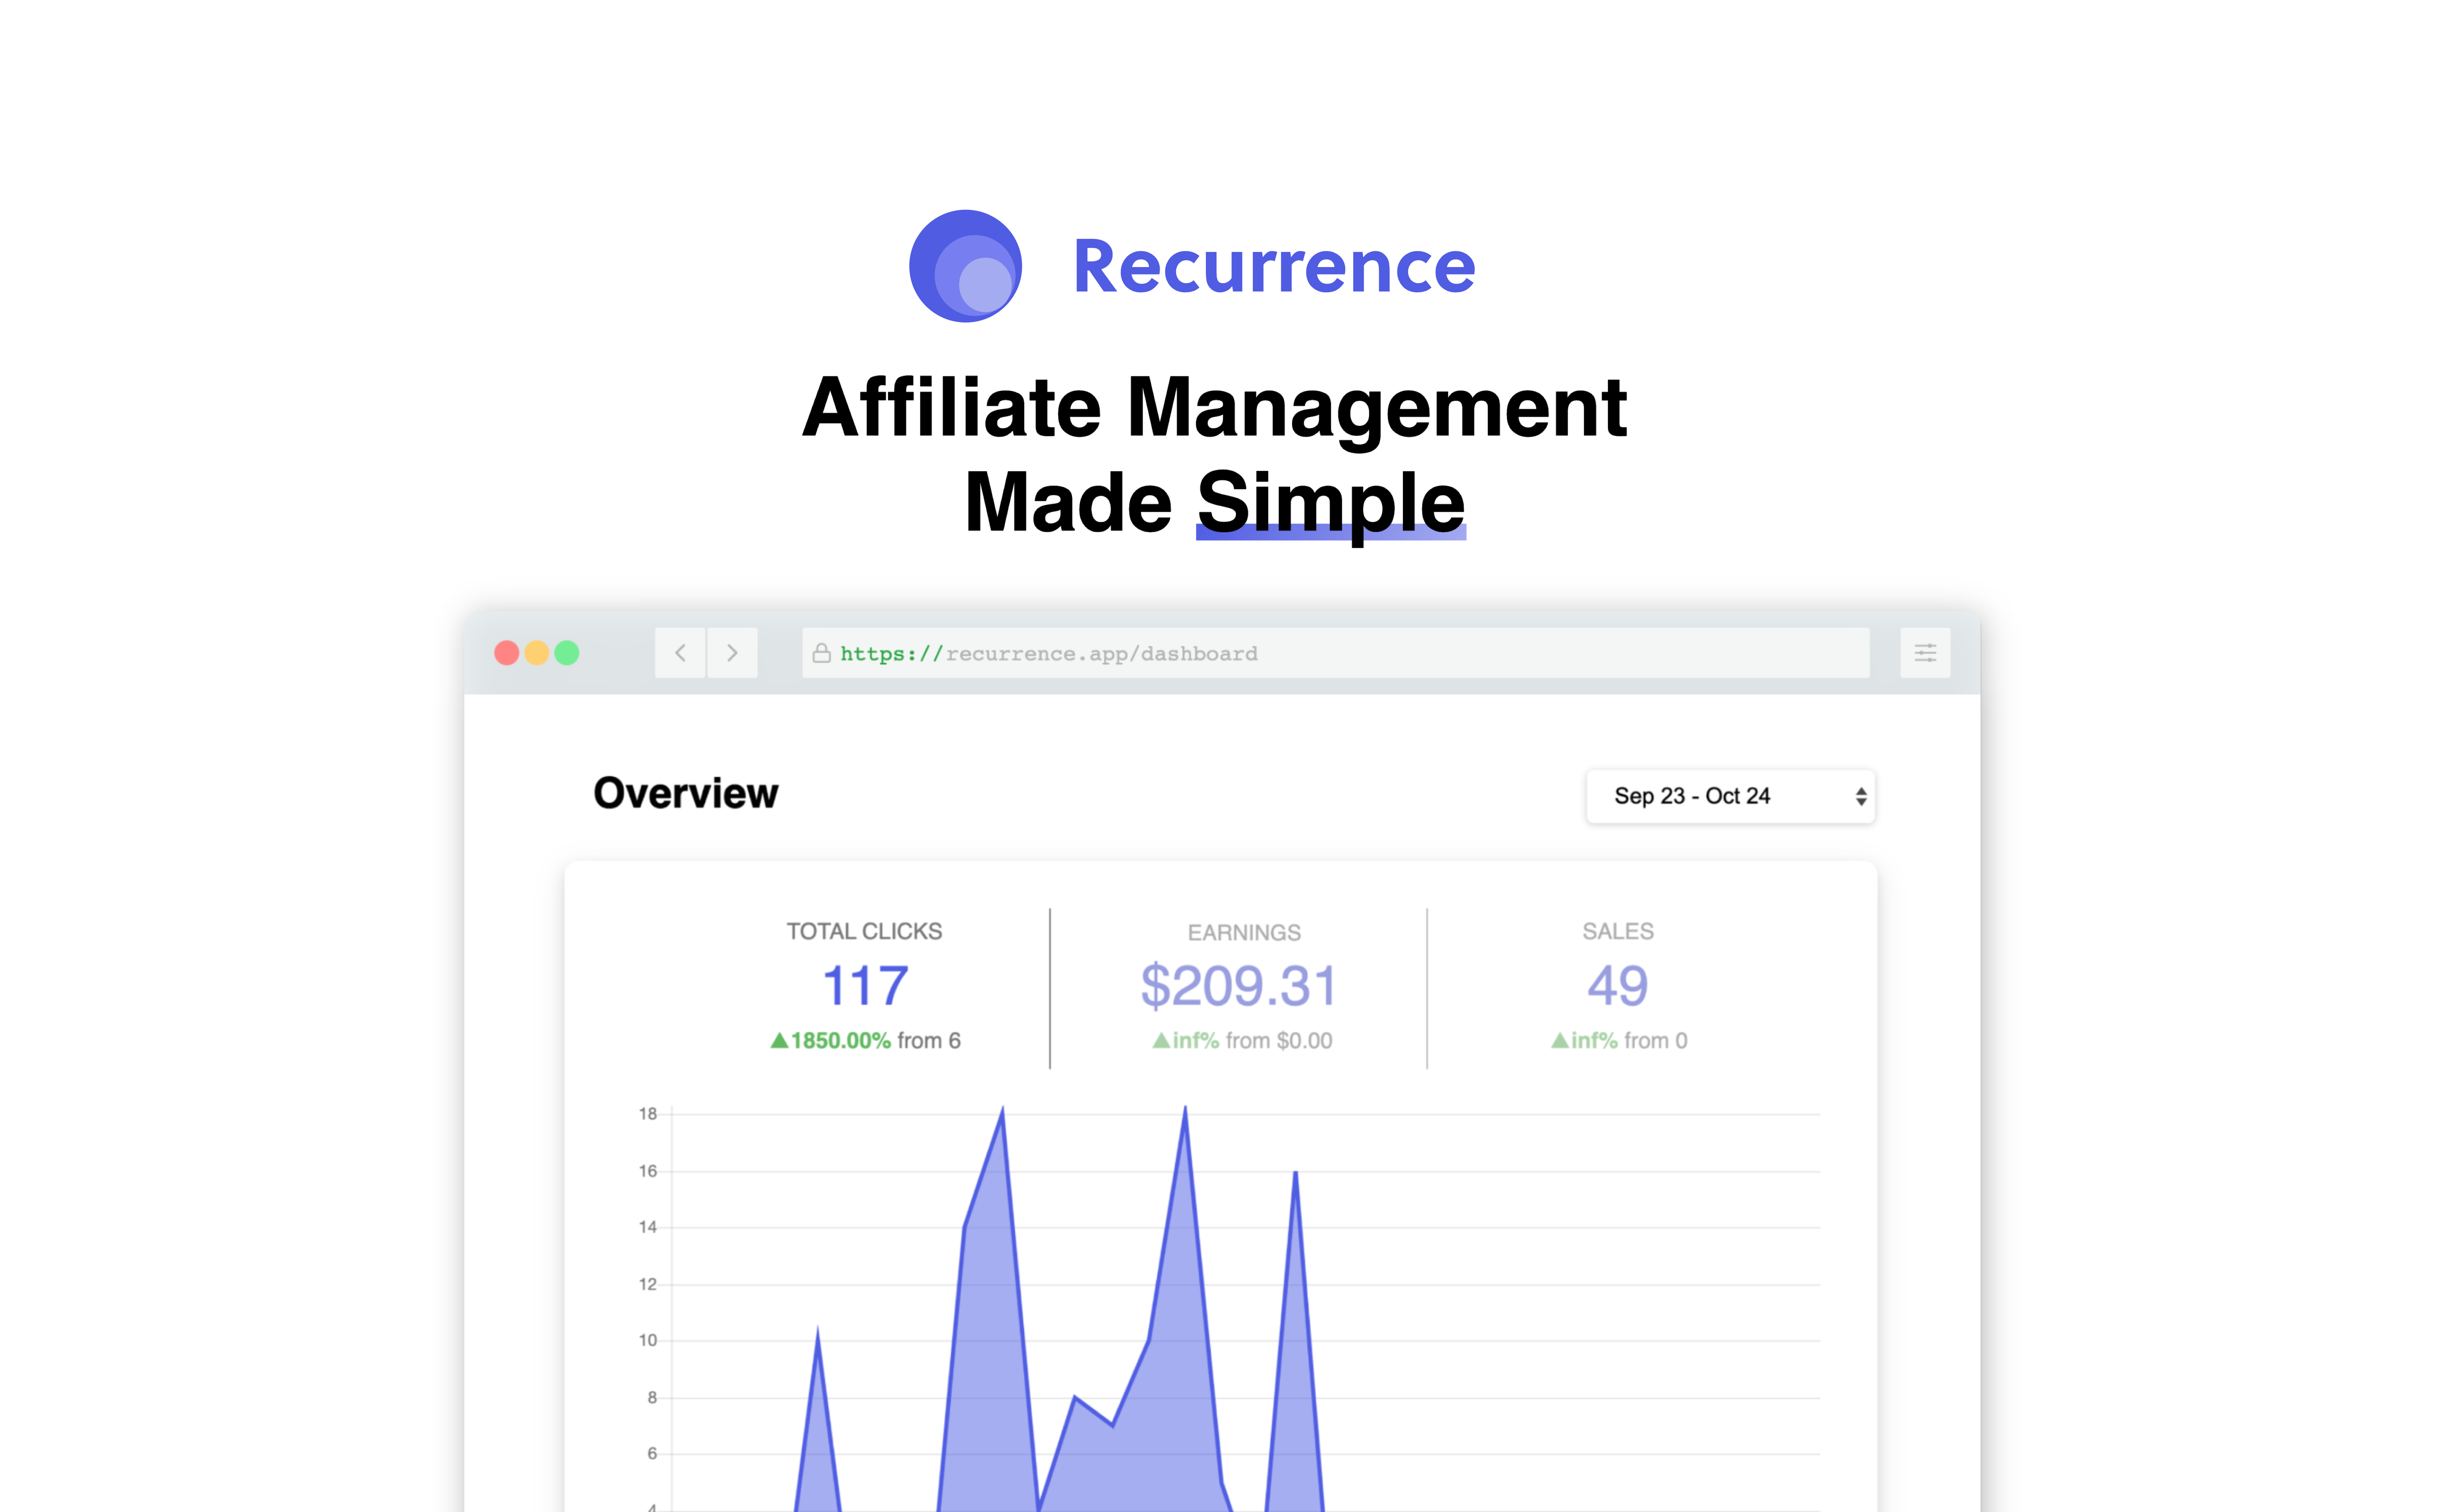 Recurrence
Affiliate Management
Made Simple
https://recurrence.app/dashboard
Overview
Sep 23 - Oct 24
TOTAL CLICKS
117
▲1850.00% from 6
EARNINGS
$209.31
▲inf% from $0.00
SALES
49
▲inf% from 0
18
16
14
12
10
8
6
4